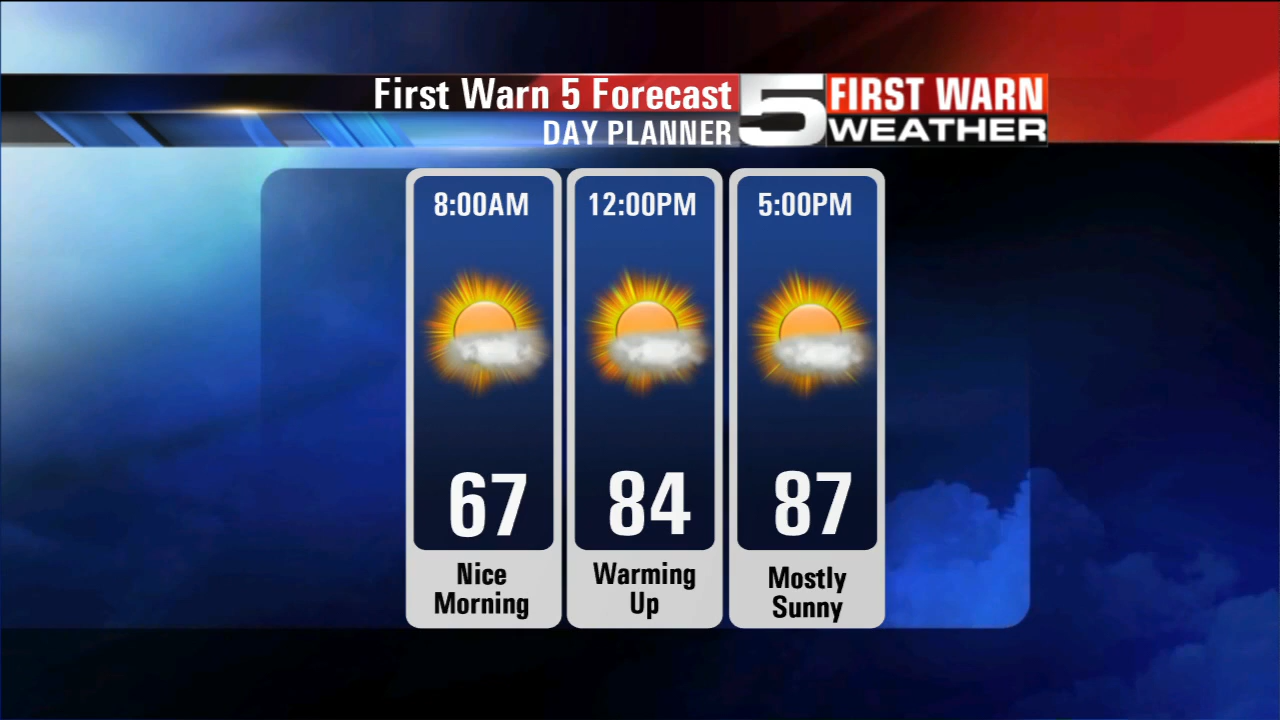 First Warn 5 Forecast
DAY PLANNER
5 FIRST WARN
WEATHER
8:00AM
67
Nice
Morning
12:00PM
84
Warming
Up
5:00PM
87
Mostly
Sunny